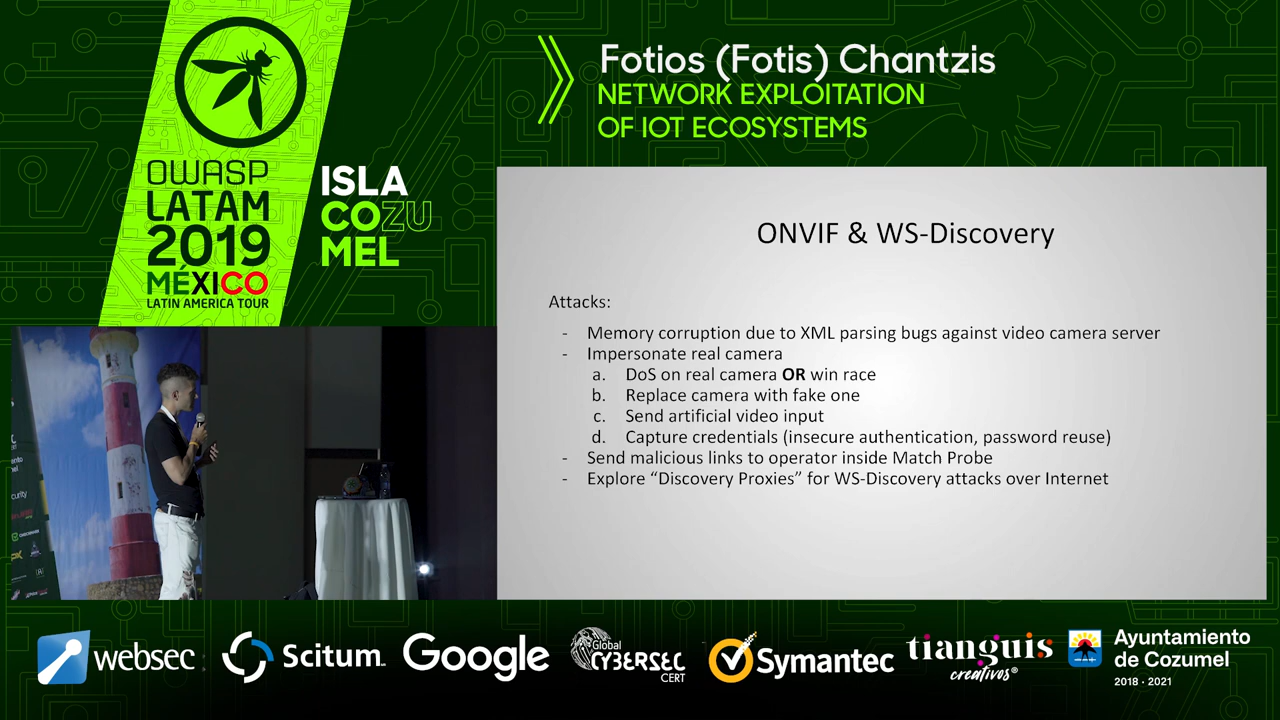 OWASP
LATAM
2019
MÉXICO
LATIN AMERICA TOUR
ISLA
COZU
MEL
Fotios (Fotis) Chantzis
NETWORK EXPLOITATION
OF IOT ECOSYSTEMS
ONVIF & WS-Discovery
Attacks:
- Memory corruption due to XML parsing bugs against video camera server
- Impersonate real camera
a. DoS on real camera OR win race
b. Replace camera with fake one
c. Send artificial video input
d. Capture credentials (insecure authentication, password reuse)
- Send malicious links to operator inside Match Probe
- Explore “Discovery Proxies” for WS-Discovery attacks over Internet
websec
Scitum
Google
Global
CYBERSEC
CERT
Symantec
tianguis
creativos®
Ayuntamiento
de Cozumel
2018 · 2021